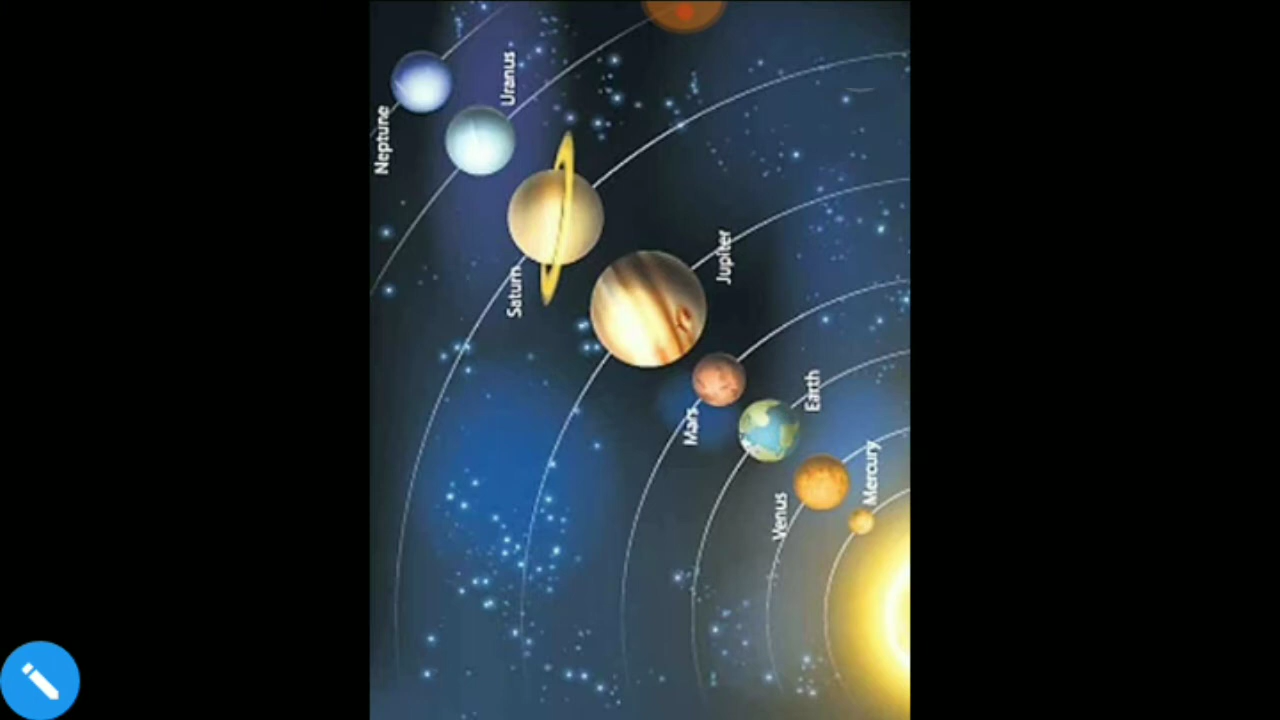 Neptune
Uranus
Saturn
Jupiter
Mars
Earth
Venus
Mercury